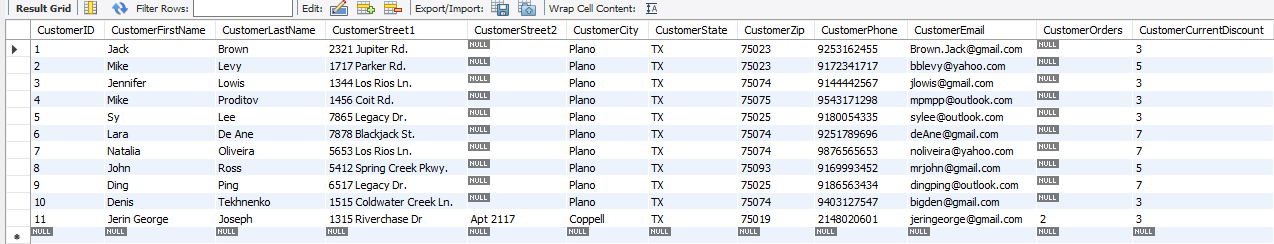 Result Grid Filter Rows: Edit: Export/Import: Wrap Cell Content: IA
CustomerID CustomerFirstName CustomerLastName CustomerStreet1 CustomerStreet2 CustomerCity CustomerState CustomerZip CustomerPhone CustomerEmail CustomerOrders CustomerCurrentDiscount
1 Jack Brown 2321 Jupiter Rd. NULL Plano TX 75023 9253162455 Brown.Jack@gmail.com NULL 3
2 Mike Levy 1717 Parker Rd. NULL Plano TX 75023 9172341717 bblevy@yahoo.com NULL 5
3 Jennifer Lowis 1344 Los Rios Ln. NULL Plano TX 75074 9144442567 jlowis@gmail.com NULL 3
4 Mike Proditov 1456 Coit Rd. NULL Plano TX 75075 9543171298 mpmpp@outlook.com NULL 3
5 Sy Lee 7865 Legacy Dr. NULL Plano TX 75025 9180054335 sylee@outlook.com NULL 3
6 Lara De Ane 7878 Blackjack St. NULL Plano TX 75074 9251789696 deAne@gmail.com NULL 7
7 Natalia Oliveira 5653 Los Rios Ln. NULL Plano TX 75074 9876565653 noliveira@yahoo.com NULL 7
8 John Ross 5412 Spring Creek Pkwy. NULL Plano TX 75093 9169993452 mrjohn@gmail.com NULL 5
9 Ding Ping 6517 Legacy Dr. NULL Plano TX 75025 9186563434 dingping@outlook.com NULL 7
10 Denis Tekhnenko 1515 Coldwater Creek Ln. NULL Plano TX 75074 9403127547 bigden@gmail.com NULL 3
11 Jerin George Joseph 1315 Riverchase Dr Apt 2117 Coppell TX 75019 2148020601 jeringeorge@gmail.com 2 3
NULL NULL NULL NULL NULL NULL NULL NULL NULL NULL NULL NULL